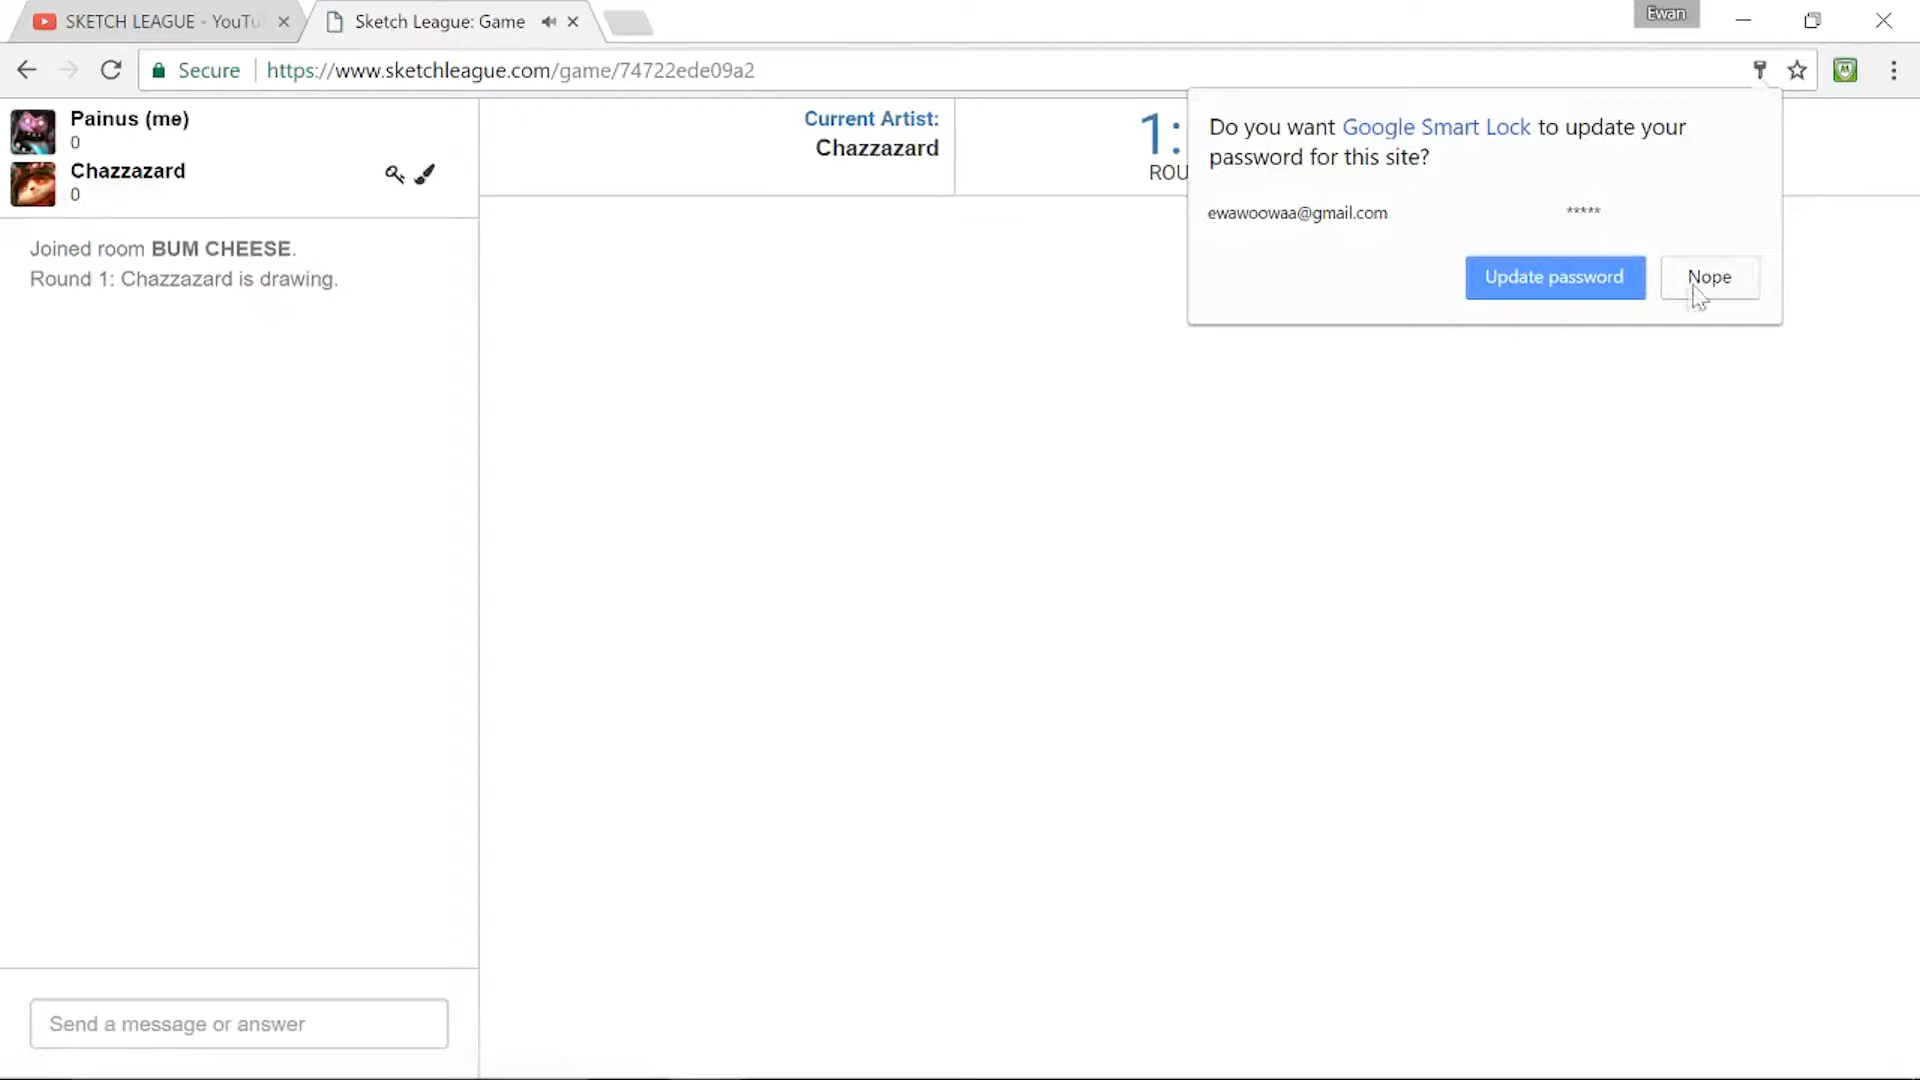 SKETCH LEAGUE - YouTu
Sketch League: Game
Ewan
Secure
https://www.sketchleague.com/game/74722ede09a2
Painus (me)
0
Chazzazard
0
Joined room BUM CHEESE.
Round 1: Chazzazard is drawing.
Current Artist:
Chazzazard
1:
ROU
Do you want Google Smart Lock to update your
password for this site?
ewawoowaa@gmail.com *****
Update password
Nope
Send a message or answer